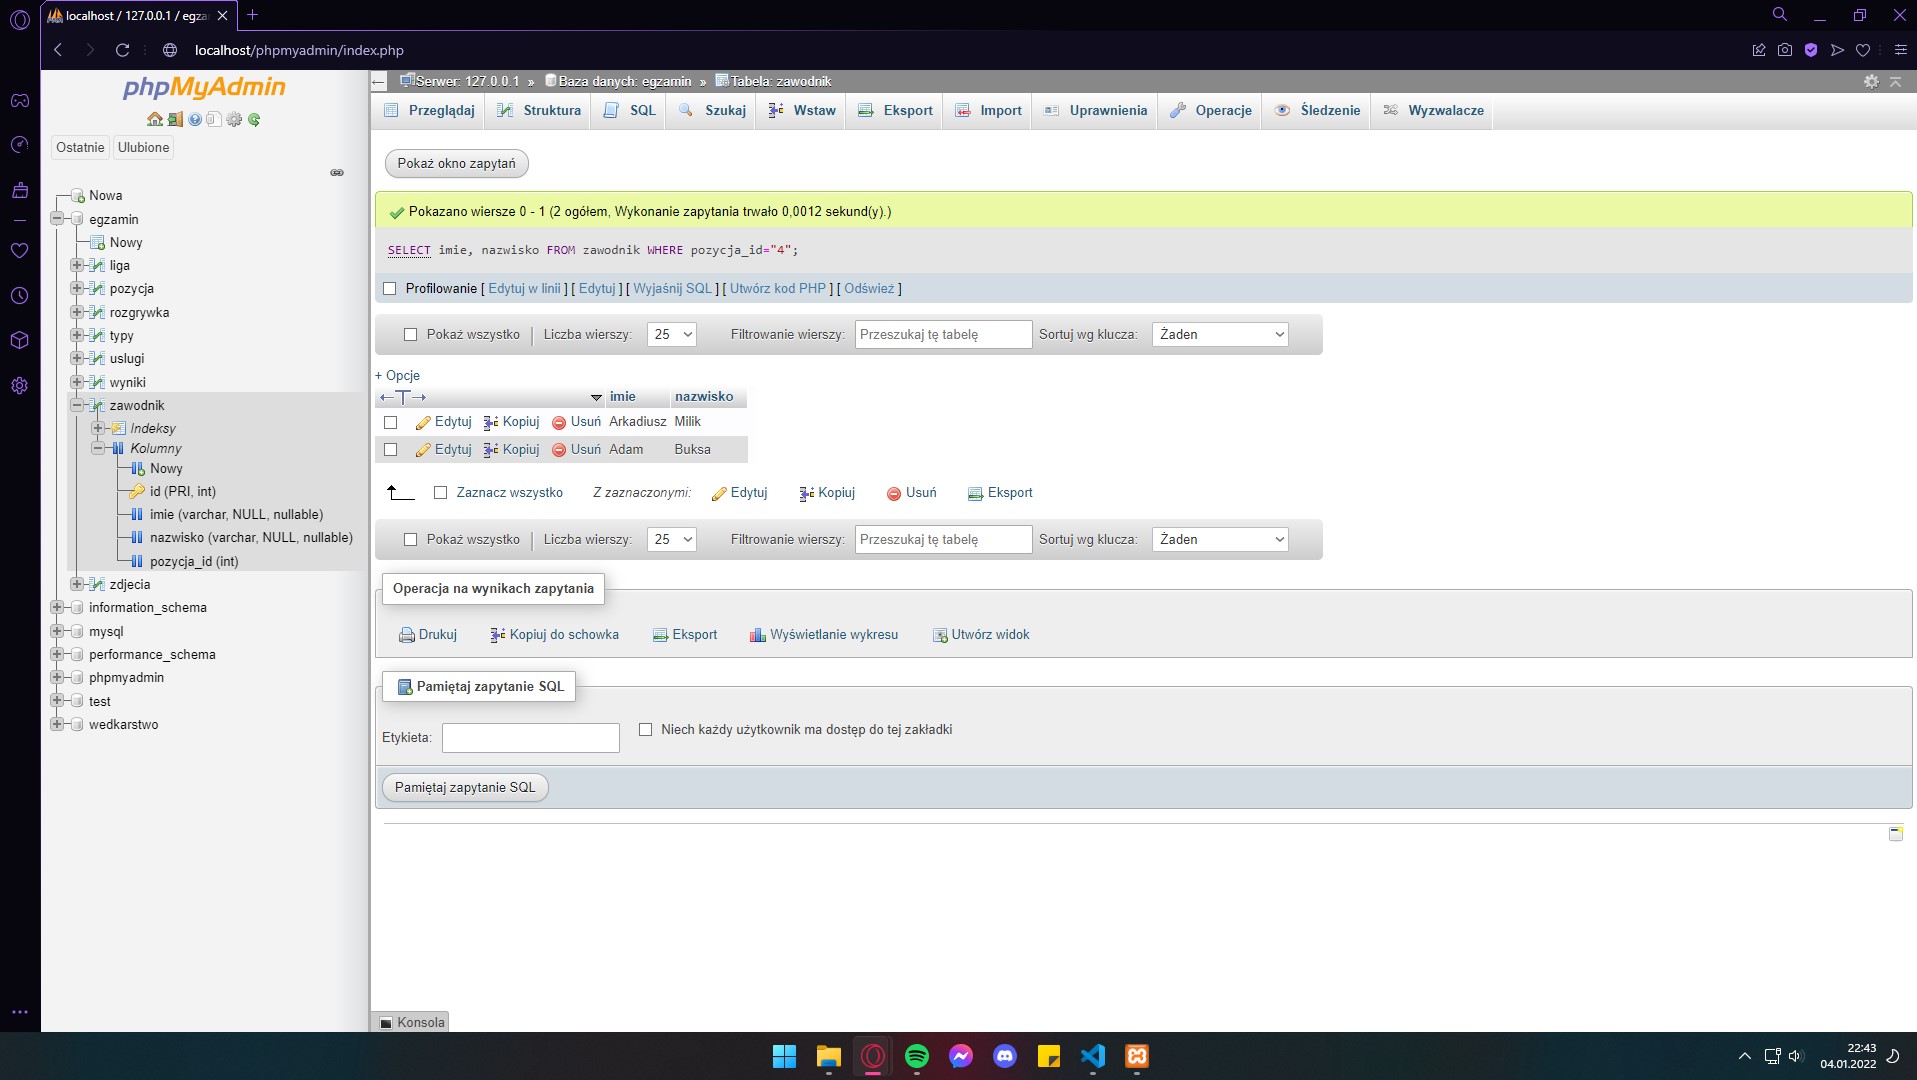 localhost / 127.0.0.1 / egza
localhost/phpmyadmin/index.php
phpMyAdmin
Ostatnie
Ulubione
Nowa
egzamin
Nowy
liga
pozycja
rozgrywka
typy
uslugi
wyniki
zawodnik
Indeksy
Kolumny
Nowy
id (PRI, int)
imie (varchar, NULL, nullable)
nazwisko (varchar, NULL, nullable)
pozycja_id (int)
zdjecia
information_schema
mysql
performance_schema
phpmyadmin
test
wedkarstwo
Serwer: 127.0.0.1 » Baza danych: egzamin » Tabela: zawodnik
Przeglądaj Struktura SQL Szukaj Wstaw Eksport Import Uprawnienia Operacje Śledzenie Wyzwalacze
Pokaż okno zapytań
Pokazano wiersze 0 - 1 (2 ogółem, Wykonanie zapytania trwało 0,0012 sekund(y).)
SELECT imie, nazwisko FROM zawodnik WHERE pozycja_id="4";
Profilowanie [ Edytuj w linii ] [ Edytuj ] [ Wyjaśnij SQL ] [ Utwórz kod PHP ] [ Odśwież ]
Pokaż wszystko | Liczba wierszy: 25 Filtrowanie wierszy: Przeszukaj tę tabelę Sortuj wg klucza: Żaden
+ Opcje
←T→ imie nazwisko
Edytuj Kopiuj Usuń Arkadiusz Milik
Edytuj Kopiuj Usuń Adam Buksa
Zaznacz wszystko Z zaznaczonymi: Edytuj Kopiuj Usuń Eksport
Pokaż wszystko | Liczba wierszy: 25 Filtrowanie wierszy: Przeszukaj tę tabelę Sortuj wg klucza: Żaden
Operacja na wynikach zapytania
Drukuj Kopiuj do schowka Eksport Wyświetlanie wykresu Utwórz widok
Pamiętaj zapytanie SQL
Etykieta: Niech każdy użytkownik ma dostęp do tej zakładki
Pamiętaj zapytanie SQL
Konsola
22:43
04.01.2022